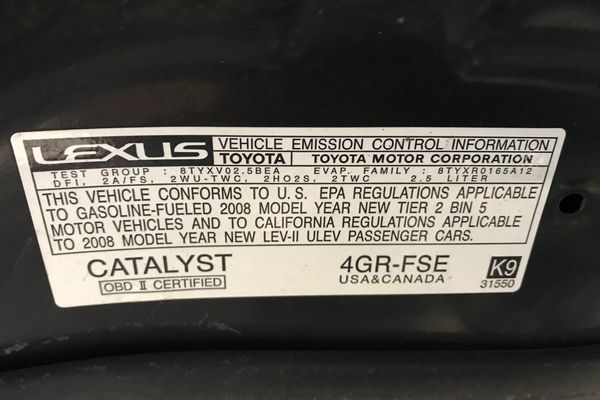 LEXUS VEHICLE EMISSION CONTROL INFORMATION
TOYOTA TOYOTA MOTOR CORPORATION
TEST GROUP : 8TYXV02.5BEA EVAP. FAMILY : 8TYXR0165A12
DFI, 2A/FS, 2WU-TWC, 2HO2S, 2TWC 2.5 LITER
THIS VEHICLE CONFORMS TO U.S. EPA REGULATIONS APPLICABLE
TO GASOLINE-FUELED 2008 MODEL YEAR NEW TIER 2 BIN 5
MOTOR VEHICLES AND TO CALIFORNIA REGULATIONS APPLICABLE
TO 2008 MODEL YEAR NEW LEV-II ULEV PASSENGER CARS.
CATALYST 4GR-FSE K9
OBD II CERTIFIED USA&CANADA 31550